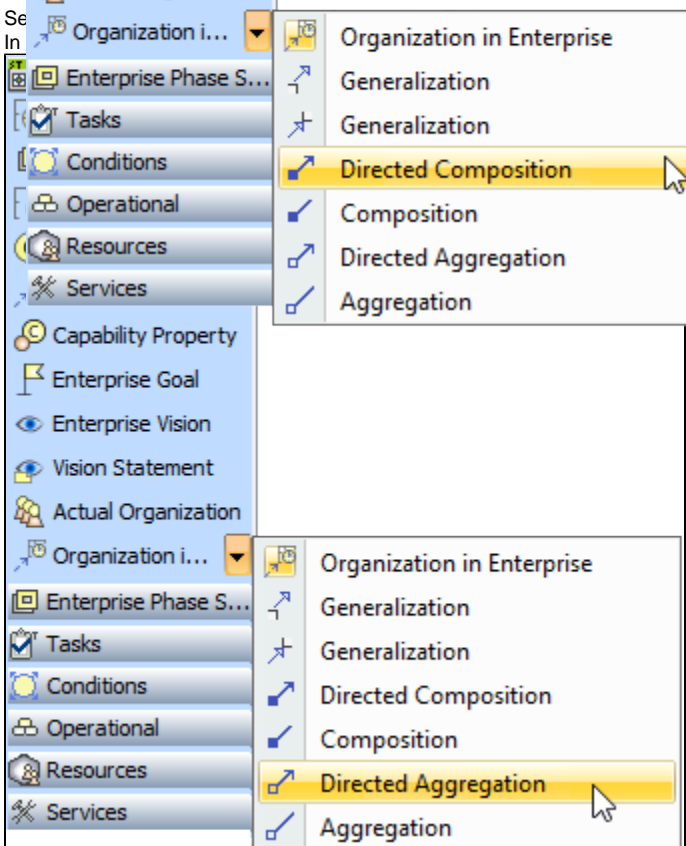 Se
In
Organization i...
Organization in Enterprise
Generalization
Generalization
Directed Composition
Composition
Directed Aggregation
Aggregation
Enterprise Phase S...
Tasks
Conditions
Operational
Resources
Services
Capability Property
Enterprise Goal
Enterprise Vision
Vision Statement
Actual Organization
Organization i...
Enterprise Phase S...
Tasks
Conditions
Operational
Resources
Services
Organization in Enterprise
Generalization
Generalization
Directed Composition
Composition
Directed Aggregation
Aggregation